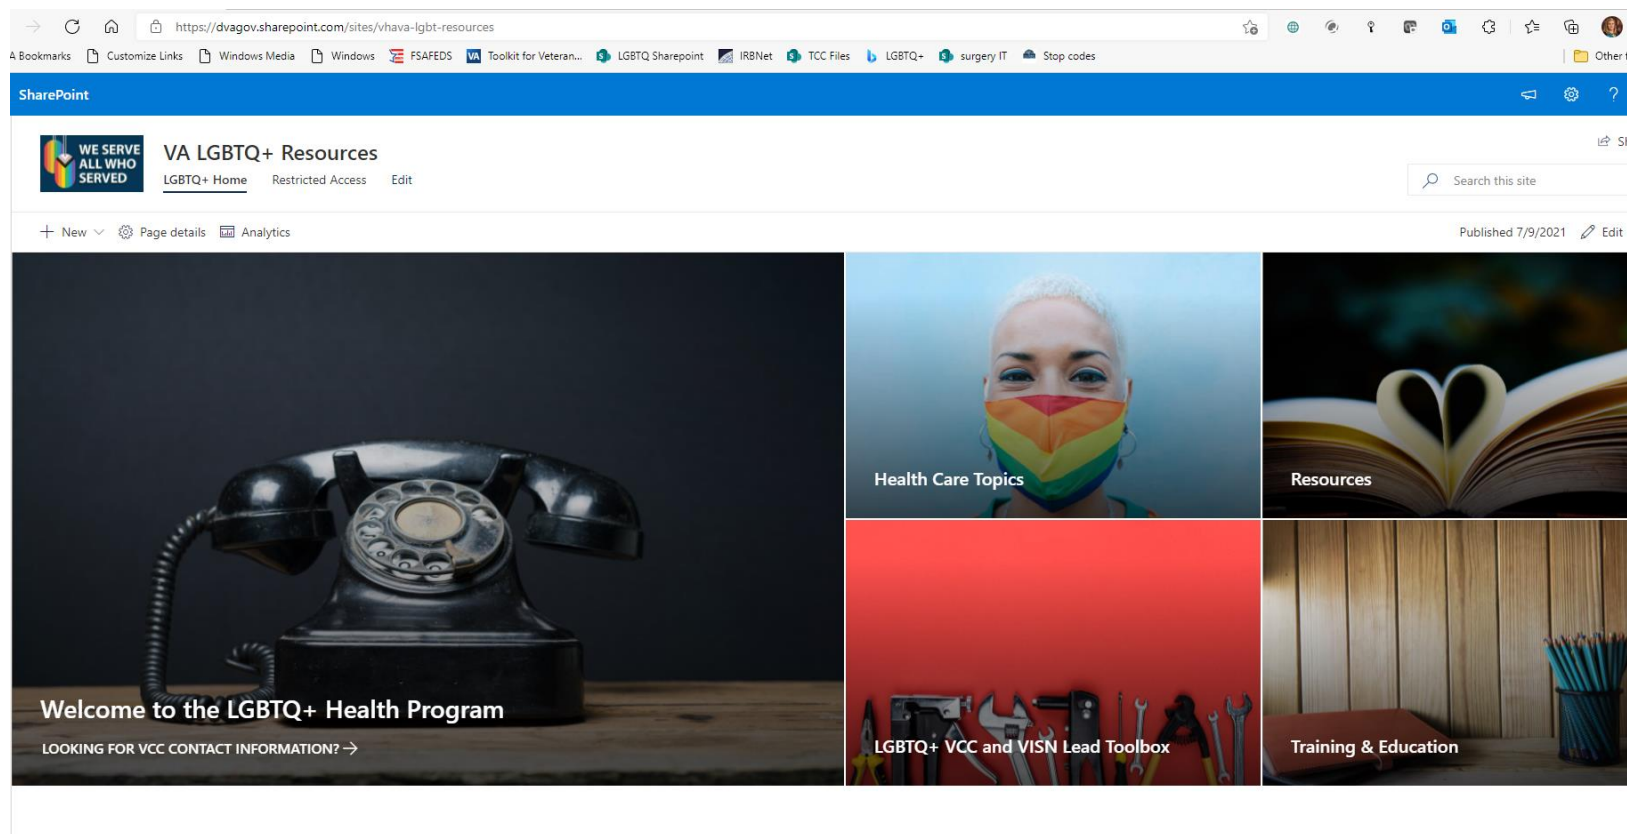 https://dvagov.sharepoint.com/sites/vhava-lgbt-resources
A Bookmarks Customize Links Windows Media Windows FSAFEDS VA Toolkit for Veteran... LGBTQ Sharepoint IRBNet TCC Files LGBTQ+ surgery IT Stop codes Other f
SharePoint
WE SERVE
ALL WHO
SERVED
VA LGBTQ+ Resources
LGBTQ+ Home Restricted Access Edit
Sh
Search this site
New Page details Analytics Published 7/9/2021 Edit
Health Care Topics
Resources
Welcome to the LGBTQ+ Health Program
LOOKING FOR VCC CONTACT INFORMATION?
LGBTQ+ VCC and VISN Lead Toolbox
Training & Education